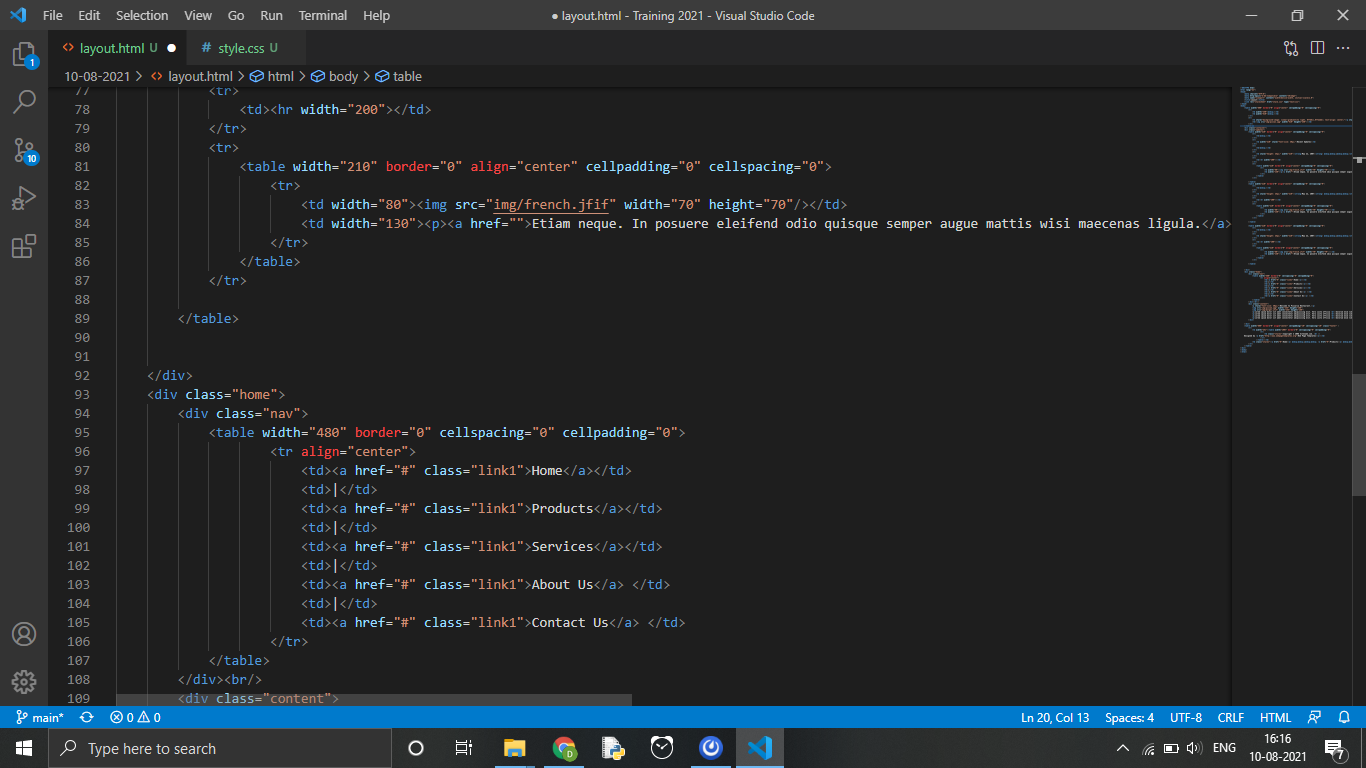 File Edit Selection View Go Run Terminal Help ● layout.html - Training 2021 - Visual Studio Code
<> layout.html U ● # style.css U
10-08-2021 > <> layout.html > html > body > table
77 <tr>
78 <td><hr width="200"></td>
79 </tr>
80 <tr>
81 <table width="210" border="0" align="center" cellpadding="0" cellspacing="0">
82 <tr>
83 <td width="80"><img src="img/french.jfif" width="70" height="70"/></td>
84 <td width="130"><p><a href="">Etiam neque. In posuere eleifend odio quisque semper augue mattis wisi maecenas ligula.</a>
85 </tr>
86 </table>
87 </tr>
88
89 </table>
90
91
92 </div>
93 <div class="home">
94 <div class="nav">
95 <table width="480" border="0" cellspacing="0" cellpadding="0">
96 <tr align="center">
97 <td><a href="#" class="link1">Home</a></td>
98 <td>|</td>
99 <td><a href="#" class="link1">Products</a></td>
100 <td>|</td>
101 <td><a href="#" class="link1">Services</a></td>
102 <td>|</td>
103 <td><a href="#" class="link1">About Us</a> </td>
104 <td>|</td>
105 <td><a href="#" class="link1">Contact Us</a> </td>
106 </tr>
107 </table>
108 </div><br/>
109 <div class="content">
1
10
main* 0 0 Ln 20, Col 13 Spaces: 4 UTF-8 CRLF HTML
Type here to search D ENG 16:16
10-08-2021 7